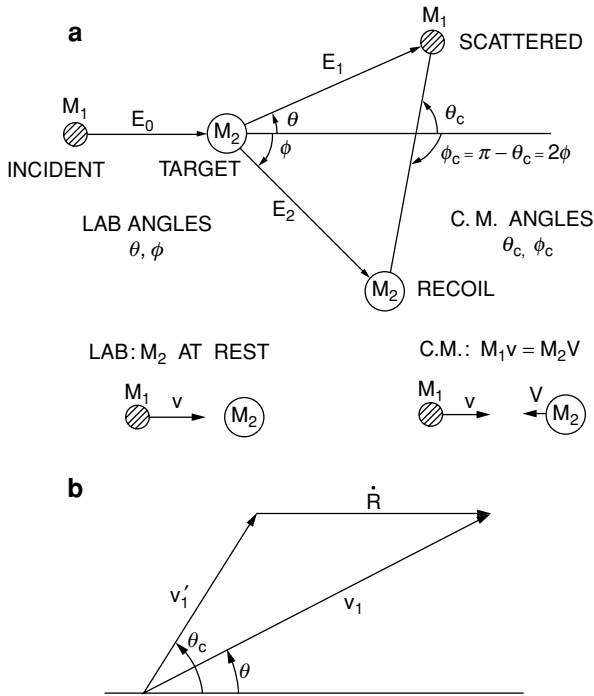 a
M₁
SCATTERED
E₁
M₁
E₀
M₂
θ
θc
ϕ
ϕc = π − θc = 2ϕ
INCIDENT
TARGET
E₂
LAB ANGLES
θ, ϕ
C. M. ANGLES
θc, ϕc
M₂
RECOIL
LAB: M₂ AT REST
C.M.: M₁v = M₂V
M₁
v
M₂
M₁
v
V
M₂
b
Ṙ
v₁′
v₁
θc
θ